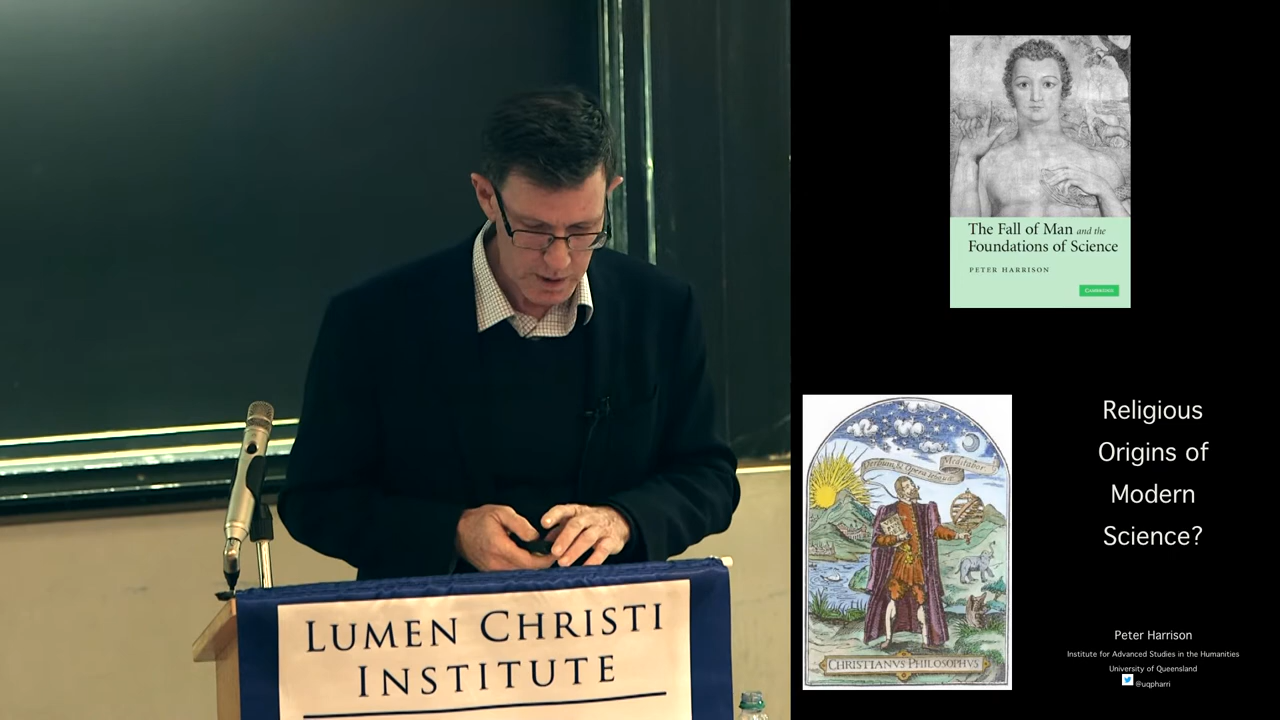 LUMEN CHRISTI
INSTITUTE
The Fall of Man and the
Foundations of Science
PETER HARRISON
CAMBRIDGE
Meditabor
CHRISTIANVS PHILOSOPHVS
Religious
Origins of
Modern
Science?
Peter Harrison
Institute for Advanced Studies in the Humanities
University of Queensland
@uqpharri